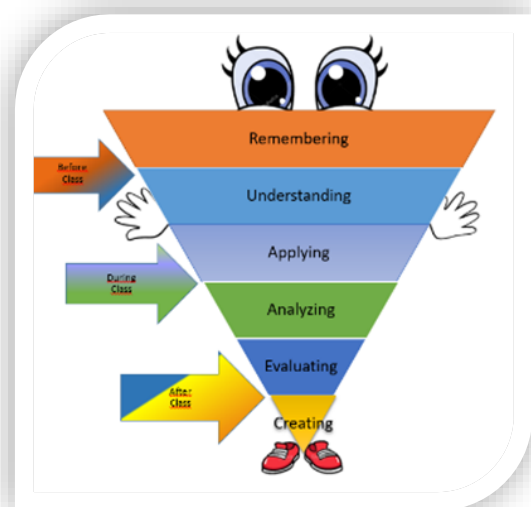 Remembering
Before
Class
Understanding
Applying
During
Class
Analyzing
Evaluating
After
Class
Creating